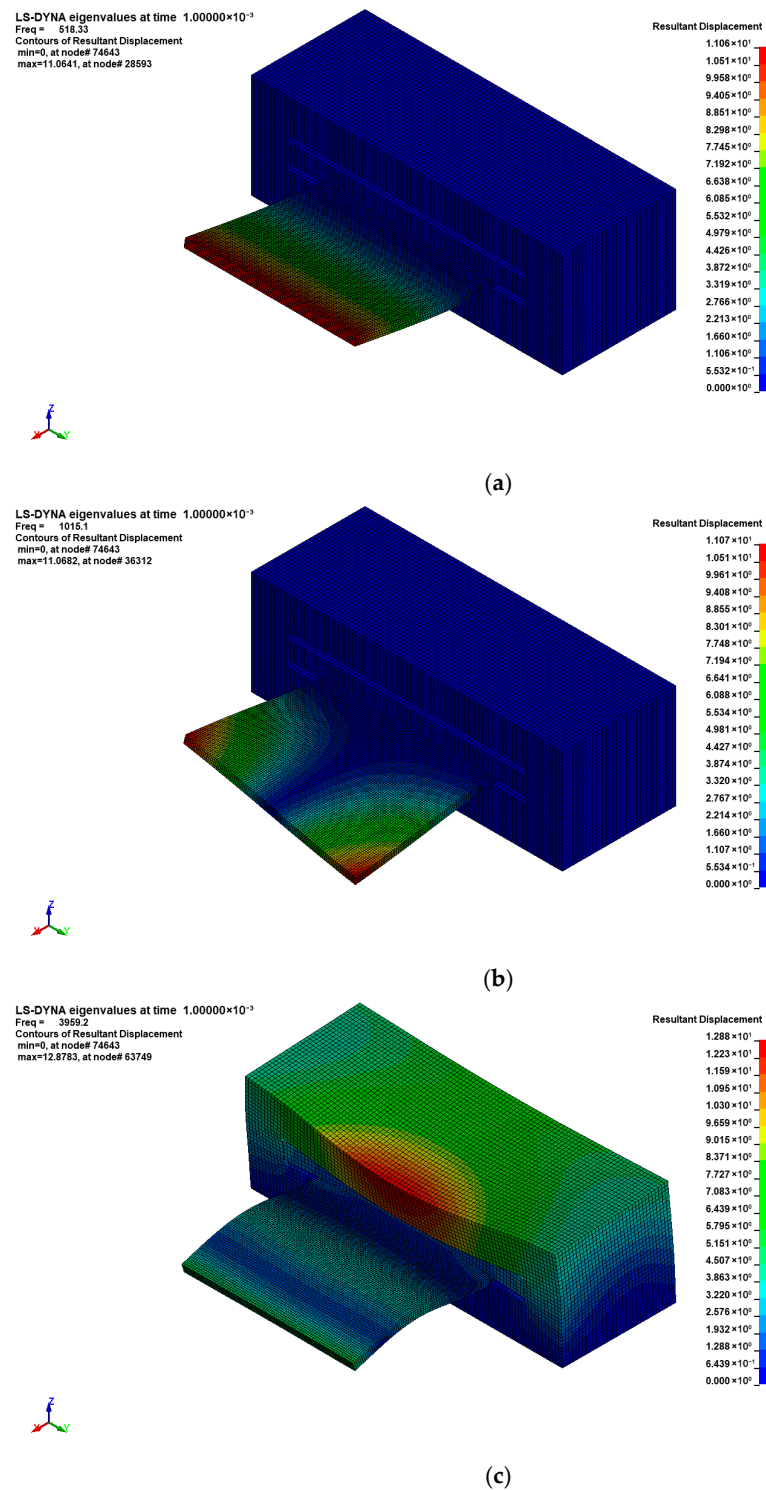 LS-DYNA eigenvalues at time 1.00000×10⁻³
Freq = 518.33
Contours of Resultant Displacement
min=0, at node# 74643
max=11.0641, at node# 28593
Resultant Displacement
1.106×10¹
1.051×10¹
9.958×10⁰
9.405×10⁰
8.851×10⁰
8.298×10⁰
7.745×10⁰
7.192×10⁰
6.638×10⁰
6.085×10⁰
5.532×10⁰
4.979×10⁰
4.426×10⁰
3.872×10⁰
3.319×10⁰
2.766×10⁰
2.213×10⁰
1.660×10⁰
1.106×10⁰
5.532×10⁻¹
0.000×10⁰
Z
X Y
(a)
LS-DYNA eigenvalues at time 1.00000×10⁻³
Freq = 1015.1
Contours of Resultant Displacement
min=0, at node# 74643
max=11.0682, at node# 36312
Resultant Displacement
1.107×10¹
1.051×10¹
9.961×10⁰
9.408×10⁰
8.855×10⁰
8.301×10⁰
7.748×10⁰
7.194×10⁰
6.641×10⁰
6.088×10⁰
5.534×10⁰
4.981×10⁰
4.427×10⁰
3.874×10⁰
3.320×10⁰
2.767×10⁰
2.214×10⁰
1.660×10⁰
1.107×10⁰
5.534×10⁻¹
0.000×10⁰
Z
X Y
(b)
LS-DYNA eigenvalues at time 1.00000×10⁻³
Freq = 3959.2
Contours of Resultant Displacement
min=0, at node# 74643
max=12.8783, at node# 63749
Resultant Displacement
1.288×10¹
1.223×10¹
1.159×10¹
1.095×10¹
1.030×10¹
9.659×10⁰
9.015×10⁰
8.371×10⁰
7.727×10⁰
7.083×10⁰
6.439×10⁰
5.795×10⁰
5.151×10⁰
4.507×10⁰
3.863×10⁰
3.220×10⁰
2.576×10⁰
1.932×10⁰
1.288×10⁰
6.439×10⁻¹
0.000×10⁰
Z
X Y
(c)